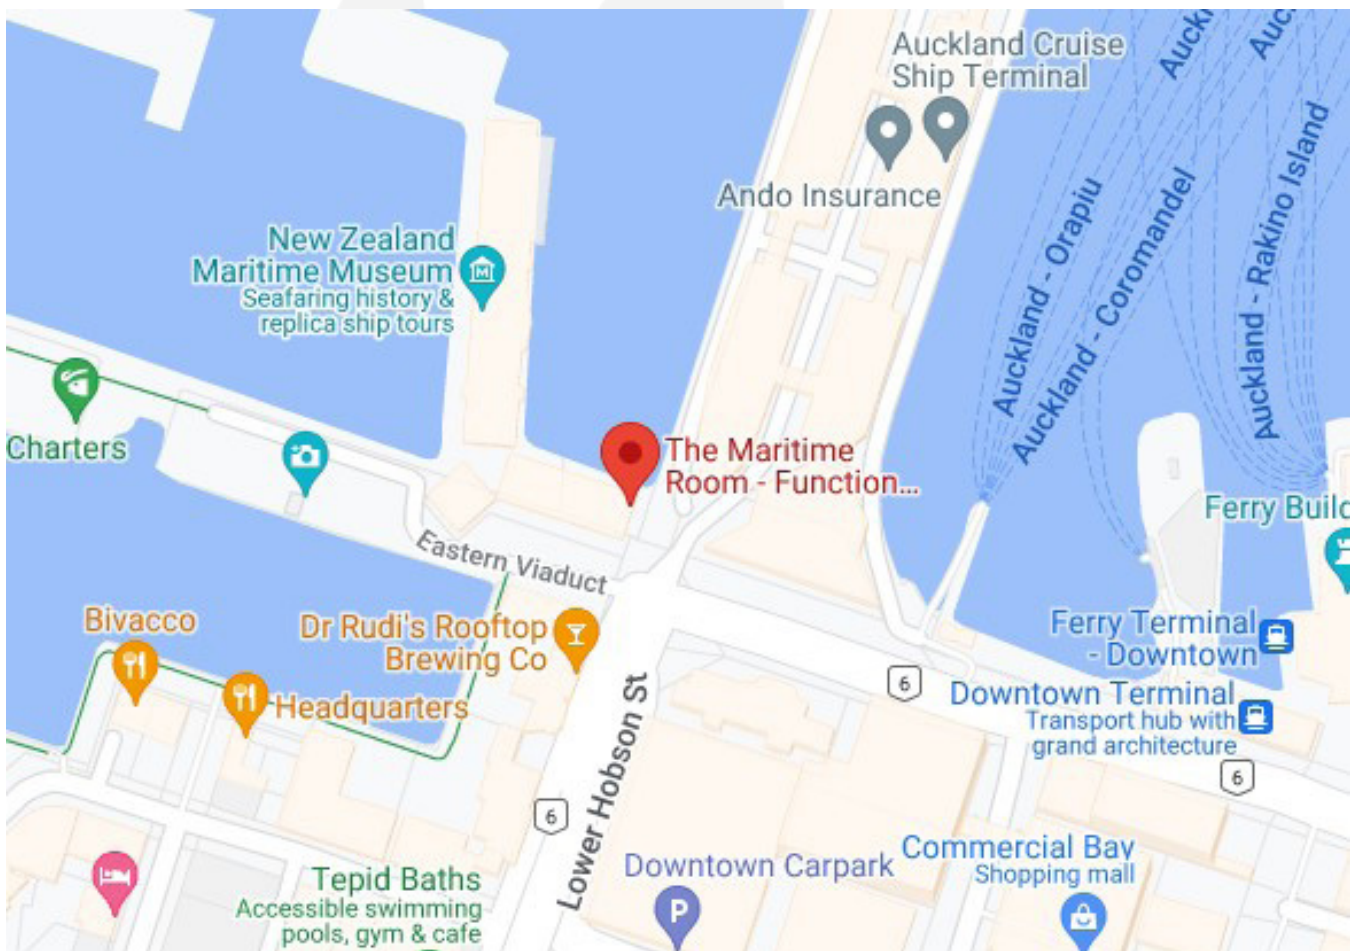 Auckland Cruise
Ship Terminal
Ando Insurance
New Zealand
Maritime Museum
Seafaring history &
replica ship tours
Auckland - Orapiu
Auckland - Coromandel
Auckland - Rakino Island
Auckl
Auc
Charters
The Maritime
Room - Function...
Ferry Build
Eastern Viaduct
Bivacco
Dr Rudi's Rooftop
Brewing Co
Headquarters
Ferry Terminal
- Downtown
6
Downtown Terminal
Transport hub with
grand architecture
6
6
Lower Hobson St
Commercial Bay
Shopping mall
Downtown Carpark
P
Tepid Baths
Accessible swimming
pools, gym & cafe
M